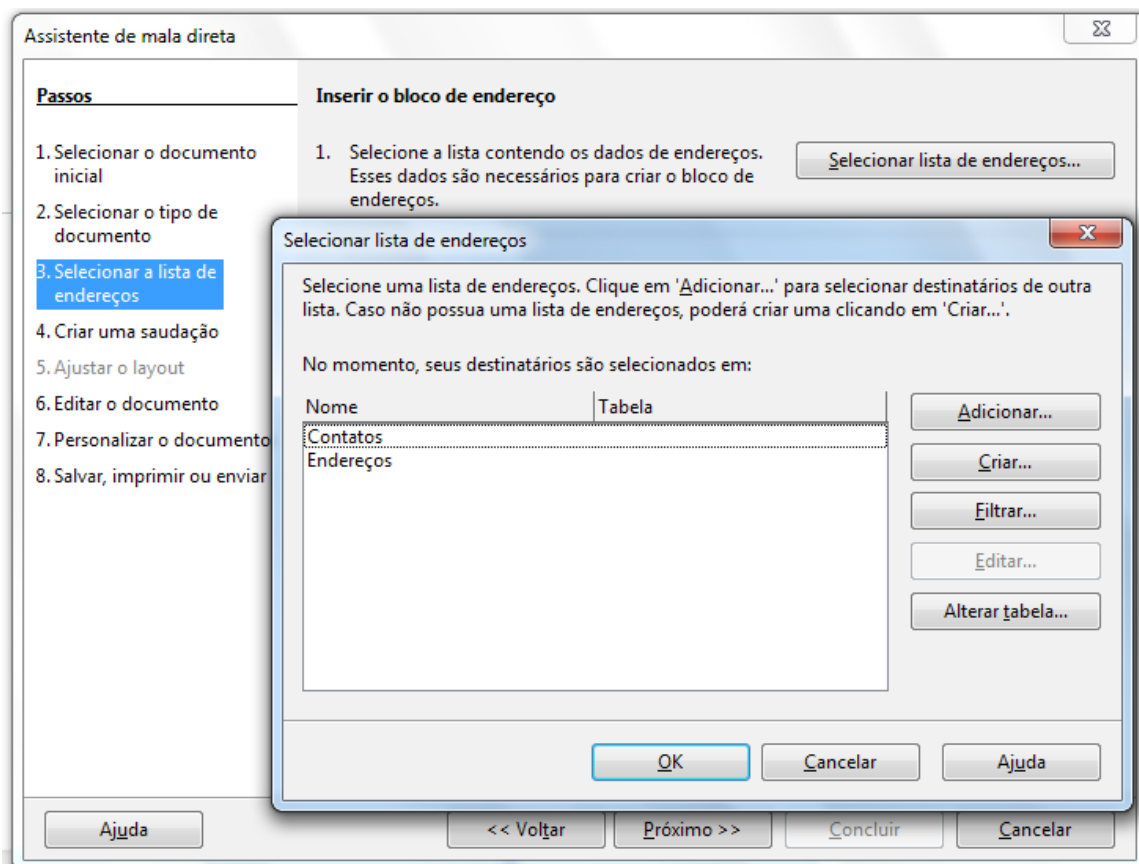 Assistente de mala direta
Passos
1. Selecionar o documento
inicial
2. Selecionar o tipo de
documento
3. Selecionar a lista de
endereços
4. Criar uma saudação
5. Ajustar o layout
6. Editar o documento
7. Personalizar o documento
8. Salvar, imprimir ou enviar
Inserir o bloco de endereço
1. Selecione a lista contendo os dados de endereços.
Esses dados são necessários para criar o bloco de
endereços.
Selecionar lista de endereços...
Selecionar lista de endereços
Selecione uma lista de endereços. Clique em 'Adicionar...' para selecionar destinatários de outra
lista. Caso não possua uma lista de endereços, poderá criar uma clicando em 'Criar...'.
No momento, seus destinatários são selecionados em:
Nome Tabela
Contatos
Endereços
Adicionar...
Criar...
Filtrar...
Editar...
Alterar tabela...
OK Cancelar Ajuda
Ajuda << Voltar Próximo >> Concluir Cancelar